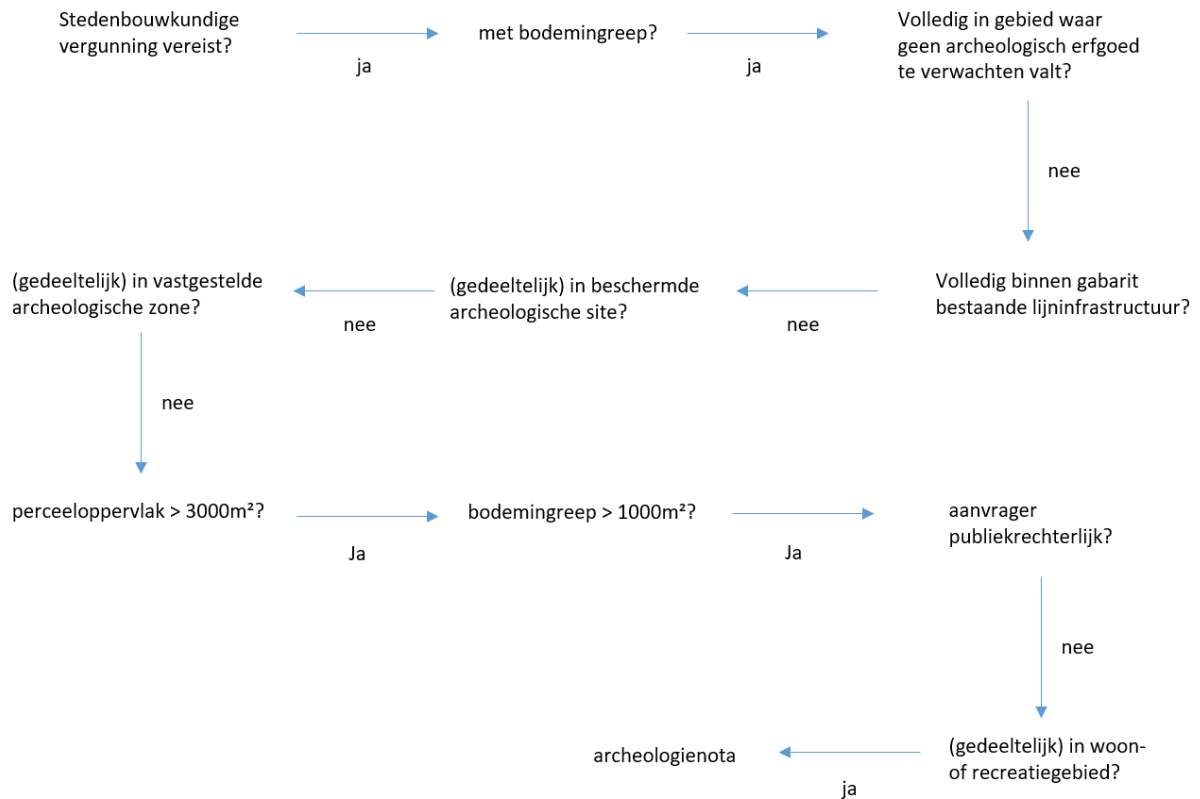 Stedenbouwkundige
vergunning vereist?
ja
met bodemingreep?
ja
Volledig in gebied waar
geen archeologisch erfgoed
te verwachten valt?
nee
Volledig binnen gabarit
bestaande lijninfrastructuur?
nee
(gedeeltelijk) in beschermde
archeologische site?
nee
(gedeeltelijk) in vastgestelde
archeologische zone?
nee
perceeloppervlak > 3000m²?
Ja
bodemingreep > 1000m²?
Ja
aanvrager
publiekrechterlijk?
nee
(gedeeltelijk) in woon-
of recreatiegebied?
ja
archeologienota